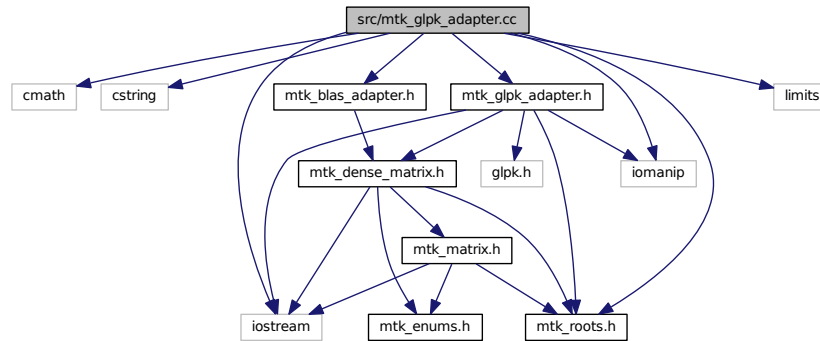 src/mtk_glpk_adapter.cc
cmath
cstring
mtk_blas_adapter.h
mtk_glpk_adapter.h
limits
mtk_dense_matrix.h
glpk.h
iomanip
mtk_matrix.h
iostream
mtk_enums.h
mtk_roots.h